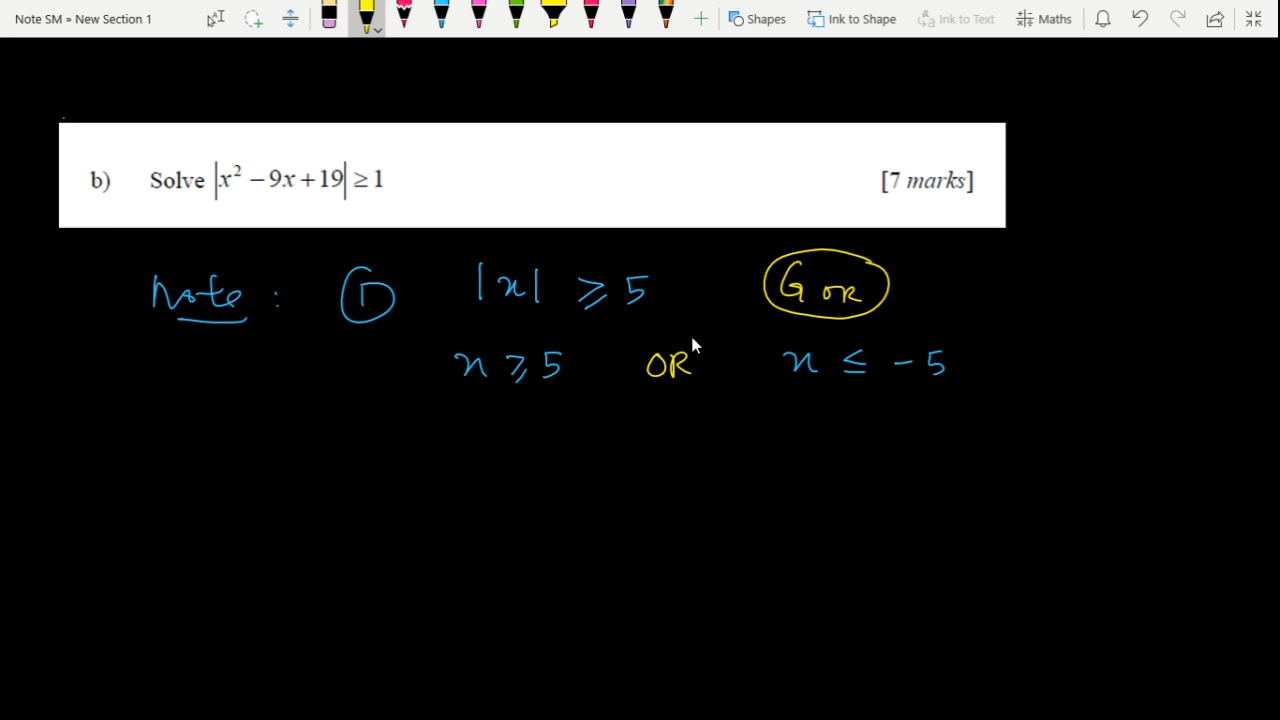 Note SM » New Section 1
Shapes
Ink to Shape
Ink to Text
Maths
b) Solve |x² − 9x + 19| ≥ 1 [7 marks]
Note : ① |x| ≥ 5 G OR
x ≥ 5 OR x ≤ - 5